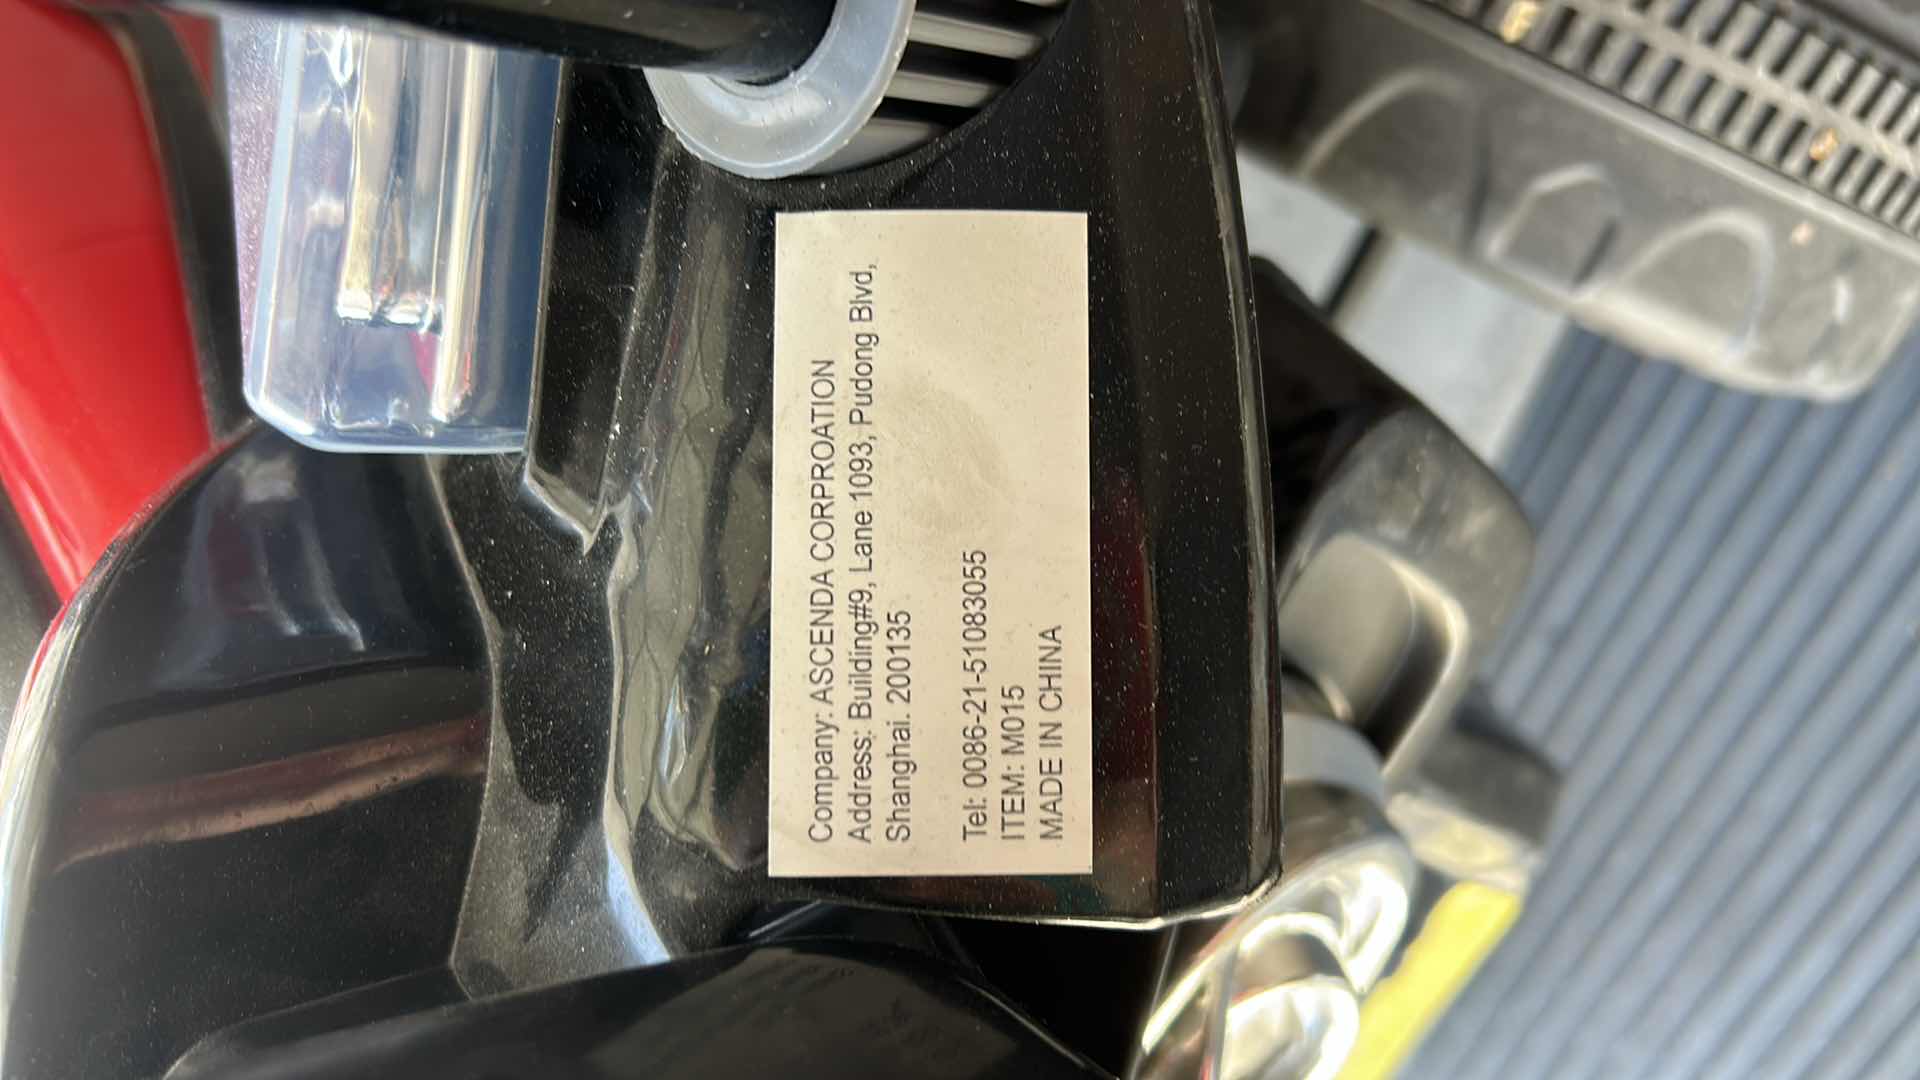 Company: ASCENDA CORPROATION
Address: Building#9, Lane 1093, Pudong Blvd,
Shanghai. 200135
Tel: 0086-21-51083055
ITEM: M015
MADE IN CHINA